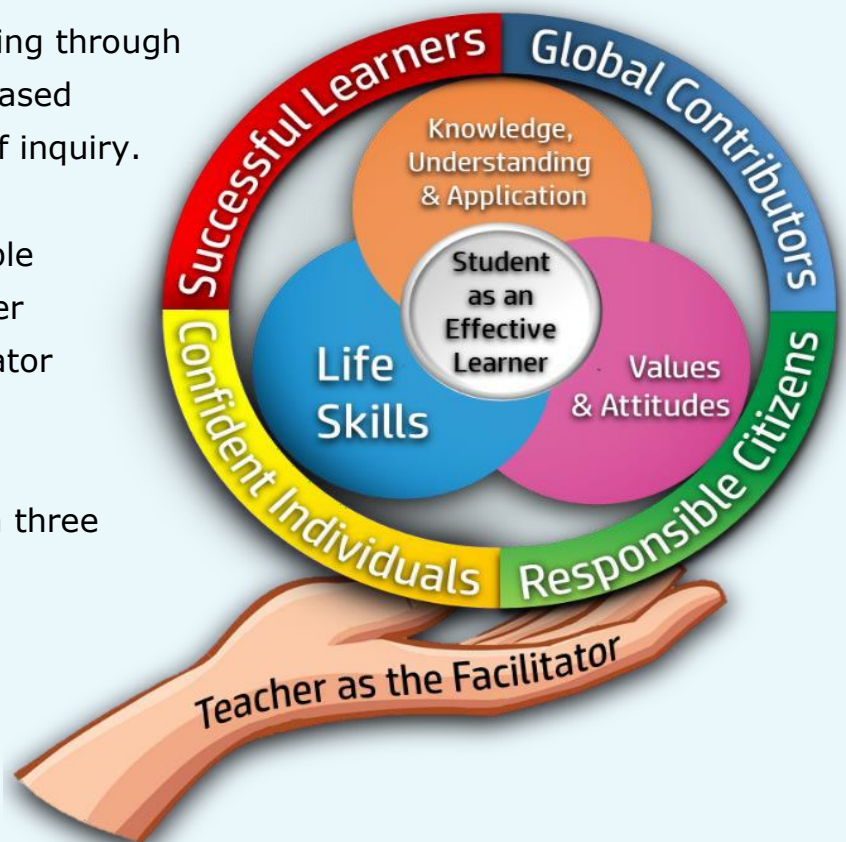 ing through
ased
f inquiry.
ple
er
ator
three
Successful Learners
Global Contributors
Knowledge,
Understanding
& Application
Student
as an
Effective
Learner
Life
Skills
Values
& Attitudes
Confident Individuals
Responsible Citizens
Teacher as the Facilitator